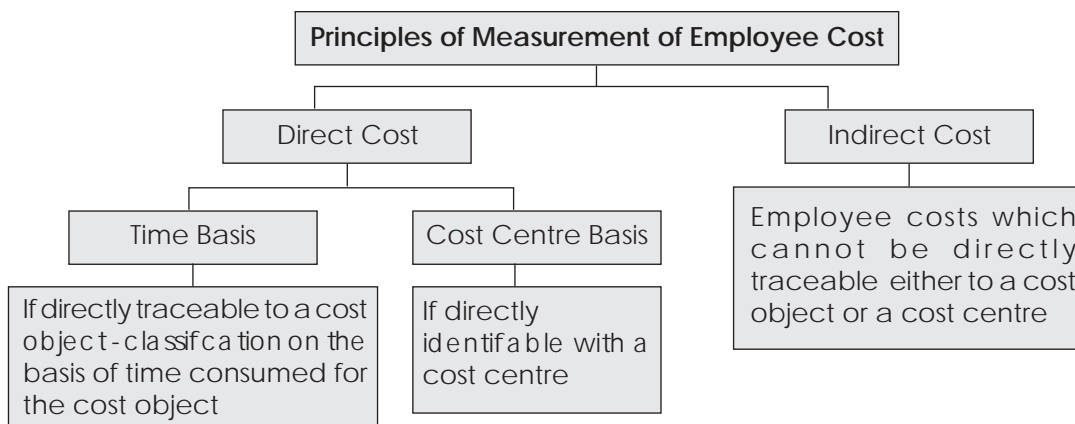 Principles of Measurement of Employee Cost
Direct Cost
Indirect Cost
Time Basis
Cost Centre Basis
If directly traceable to a cost
object-classifcation on the
basis of time consumed for
the cost object
If directly
identifable with a
cost centre
Employee costs which
cannot be directly
traceable either to a cost
object or a cost centre